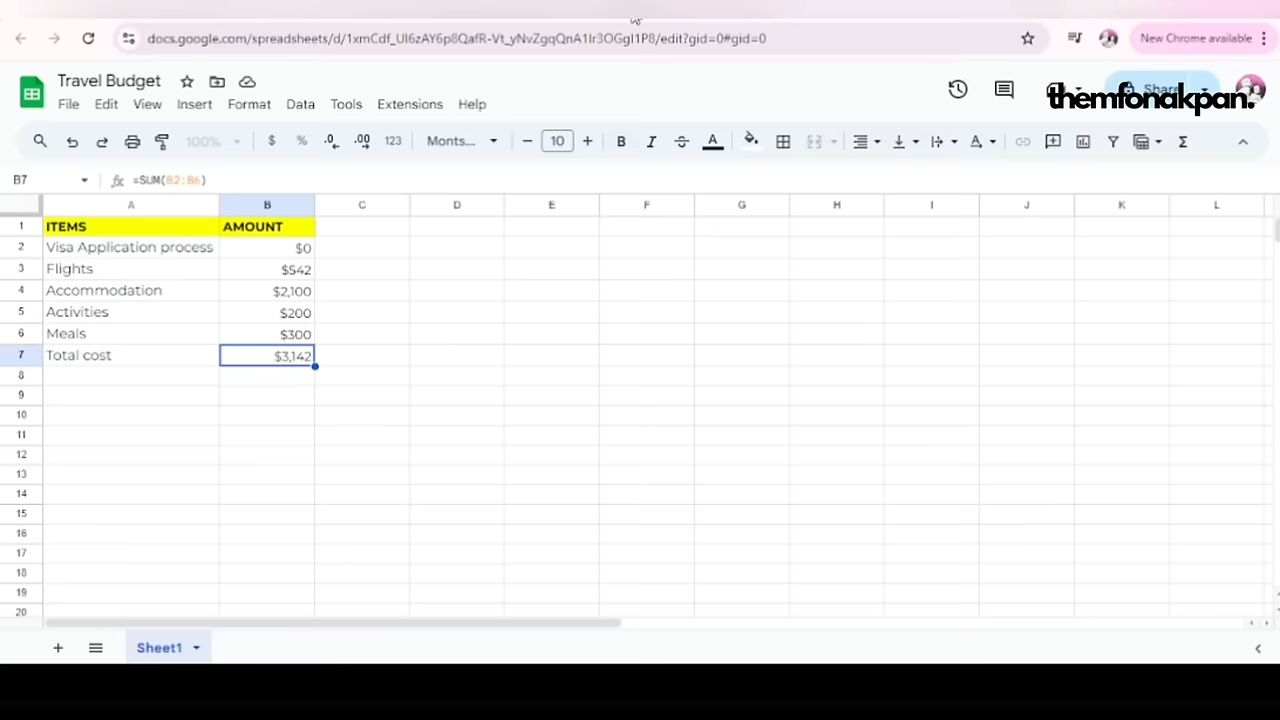 docs.google.com/spreadsheets/d/1xmCdf_UI6zAY6p8QafR-Vt_yNvZgqQnA1Ir3OGgI1P8/edit?gid=0#gid=0
New Chrome available
Travel Budget
Share
themfonakpan.
File Edit View Insert Format Data Tools Extensions Help
100% $ % .0 .00 123 Monts... − 10 + B I S A Σ
B7 fx =SUM(B2:B6)
A B C D E F G H I J K L
1 ITEMS AMOUNT
2 Visa Application process $0
3 Flights $542
4 Accommodation $2,100
5 Activities $200
6 Meals $300
7 Total cost $3,142
8
9
10
11
12
13
14
15
16
17
18
19
20
Sheet1